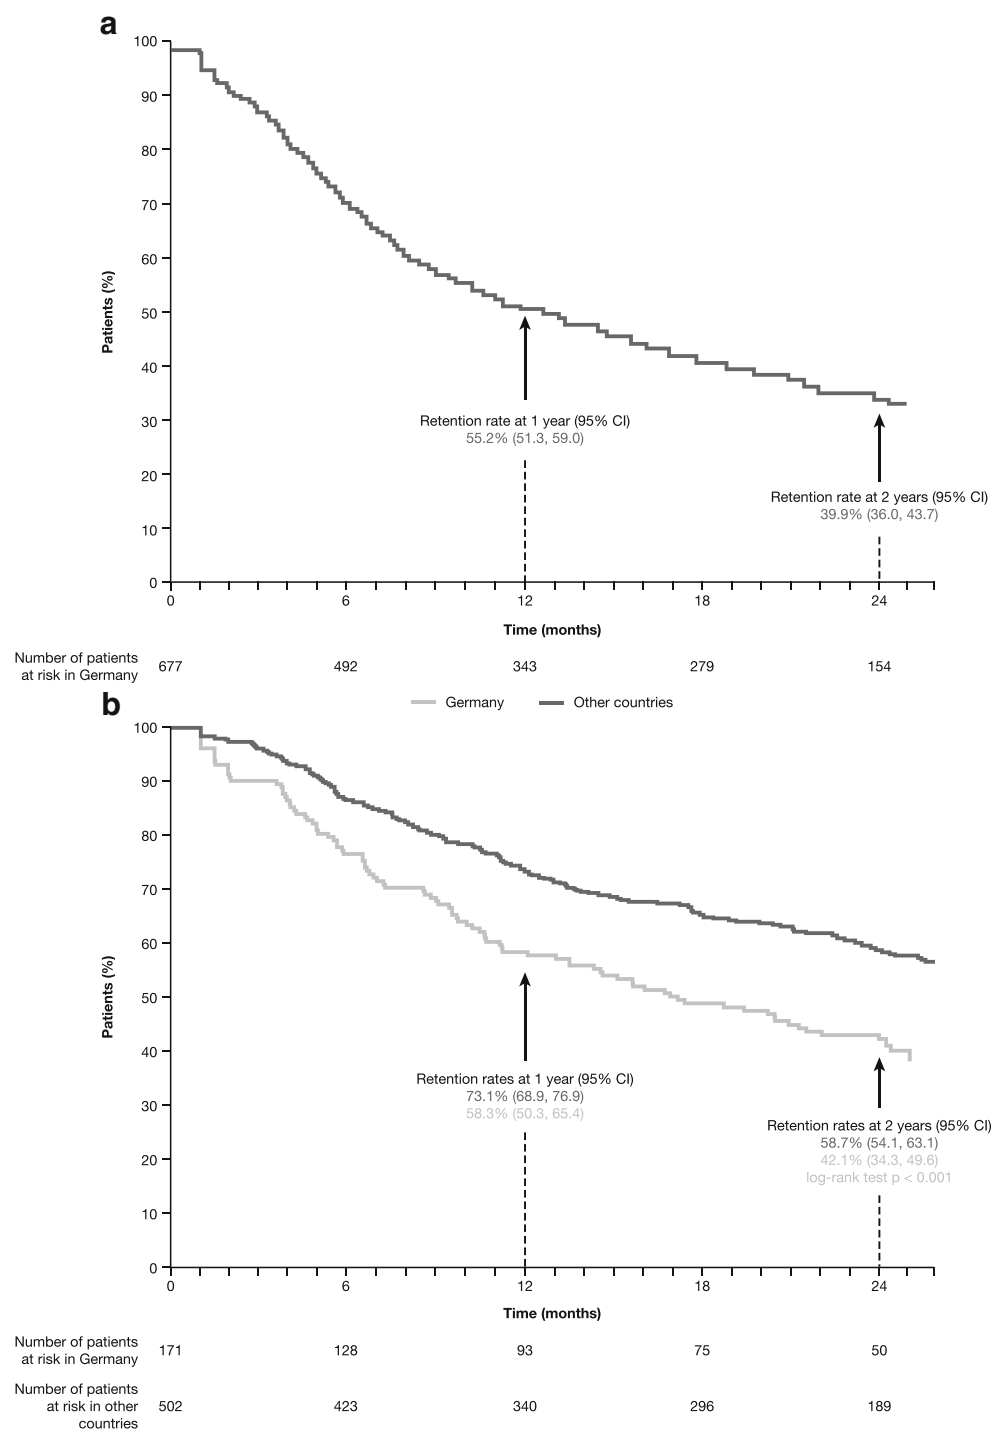 a
100
90
80
70
60
50
40
30
20
10
0
Patients (%)
Retention rate at 1 year (95% CI)
55.2% (51.3, 59.0)
Retention rate at 2 years (95% CI)
39.9% (36.0, 43.7)
0 6 12 18 24
Time (months)
Number of patients
at risk in Germany
677 492 343 279 154
b
Germany Other countries
100
90
80
70
60
50
40
30
20
10
0
Patients (%)
Retention rates at 1 year (95% CI)
73.1% (68.9, 76.9)
58.3% (50.3, 65.4)
Retention rates at 2 years (95% CI)
58.7% (54.1, 63.1)
42.1% (34.3, 49.6)
log-rank test p < 0.001
0 6 12 18 24
Time (months)
Number of patients
at risk in Germany
171 128 93 75 50
Number of patients
at risk in other
countries
502 423 340 296 189